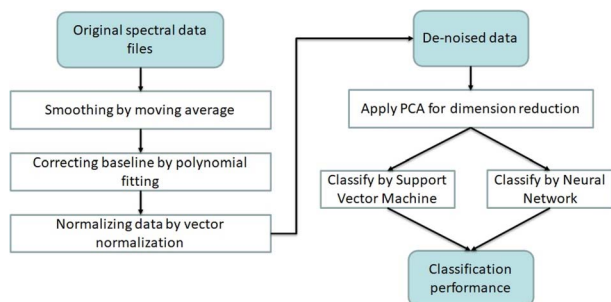 Original spectral data
files
Smoothing by moving average
Correcting baseline by polynomial
fitting
Normalizing data by vector
normalization
De-noised data
Apply PCA for dimension reduction
Classify by Support
Vector Machine
Classify by Neural
Network
Classification
performance